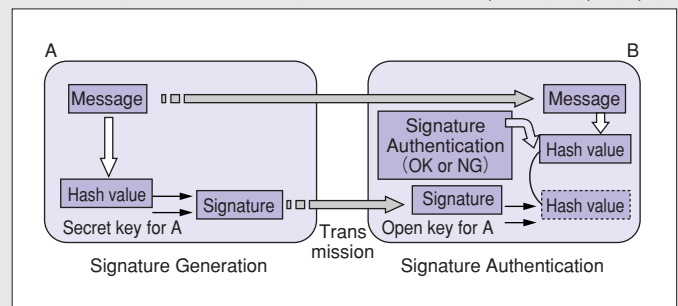 A
B
Message
Message
Signature
Authentication
(OK or NG)
Hash value
Hash value
Signature
Signature
Hash value
Secret key for A
Open key for A
Trans
mission
Signature Generation
Signature Authentication